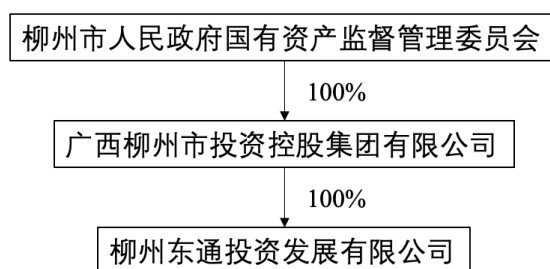 柳州市人民政府国有资产监督管理委员会
100%
广西柳州市投资控股集团有限公司
100%
柳州东通投资发展有限公司